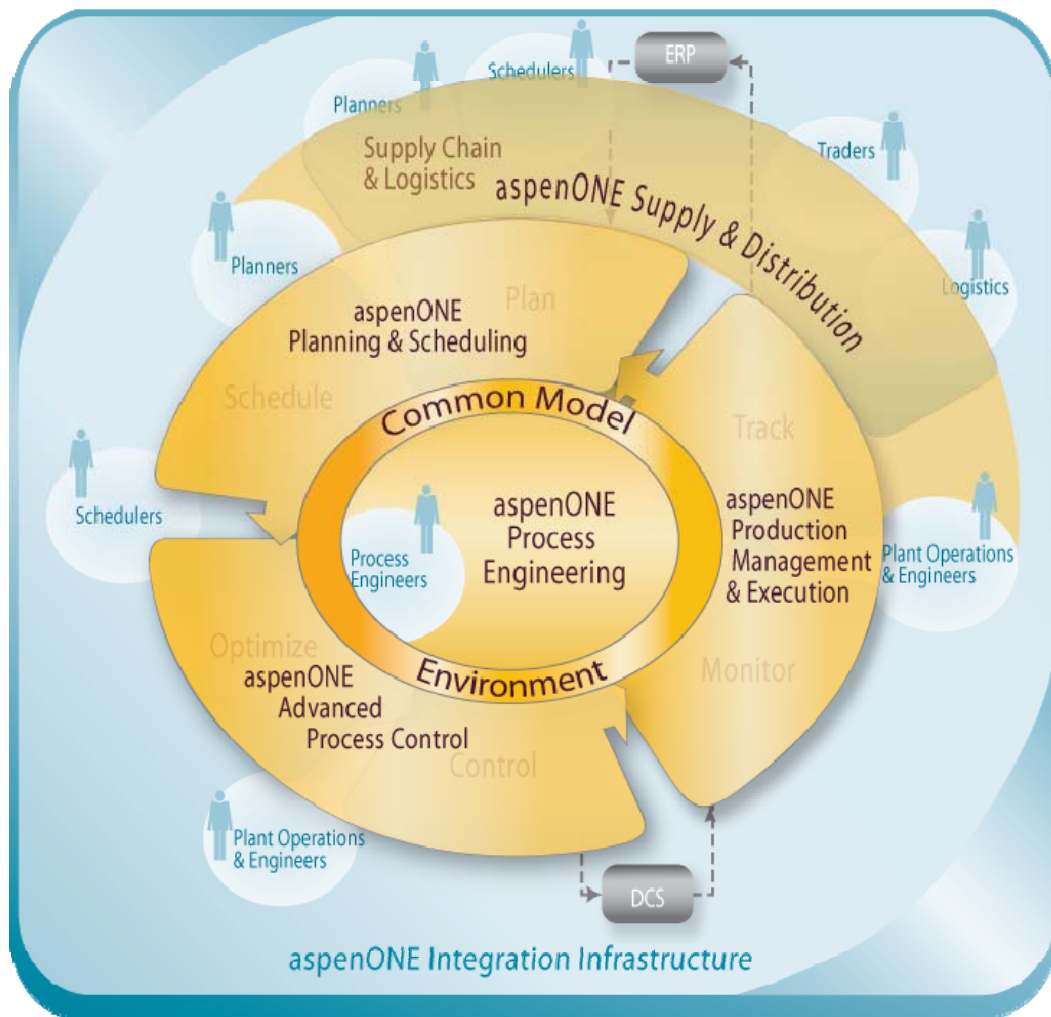 ERP
Schedulers
Planners
Traders
Supply Chain
& Logistics
aspenONE Supply & Distribution
Planners
Logistics
Plan
aspenONE
Planning & Scheduling
Schedule
Common Model
Track
Schedulers
aspenONE
Process
Engineering
Process
Engineers
aspenONE
Production
Management
& Execution
Plant Operations
& Engineers
Optimize
aspenONE
Advanced
Process Control
Environment
Monitor
Control
Plant Operations
& Engineers
DCS
aspenONE Integration Infrastructure